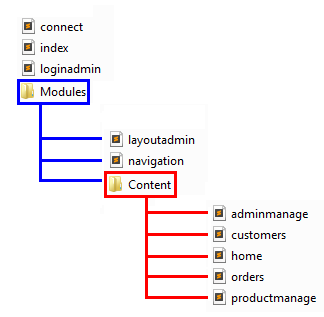 connect
index
loginadmin
Modules
layoutadmin
navigation
Content
adminmanage
customers
home
orders
productmanage